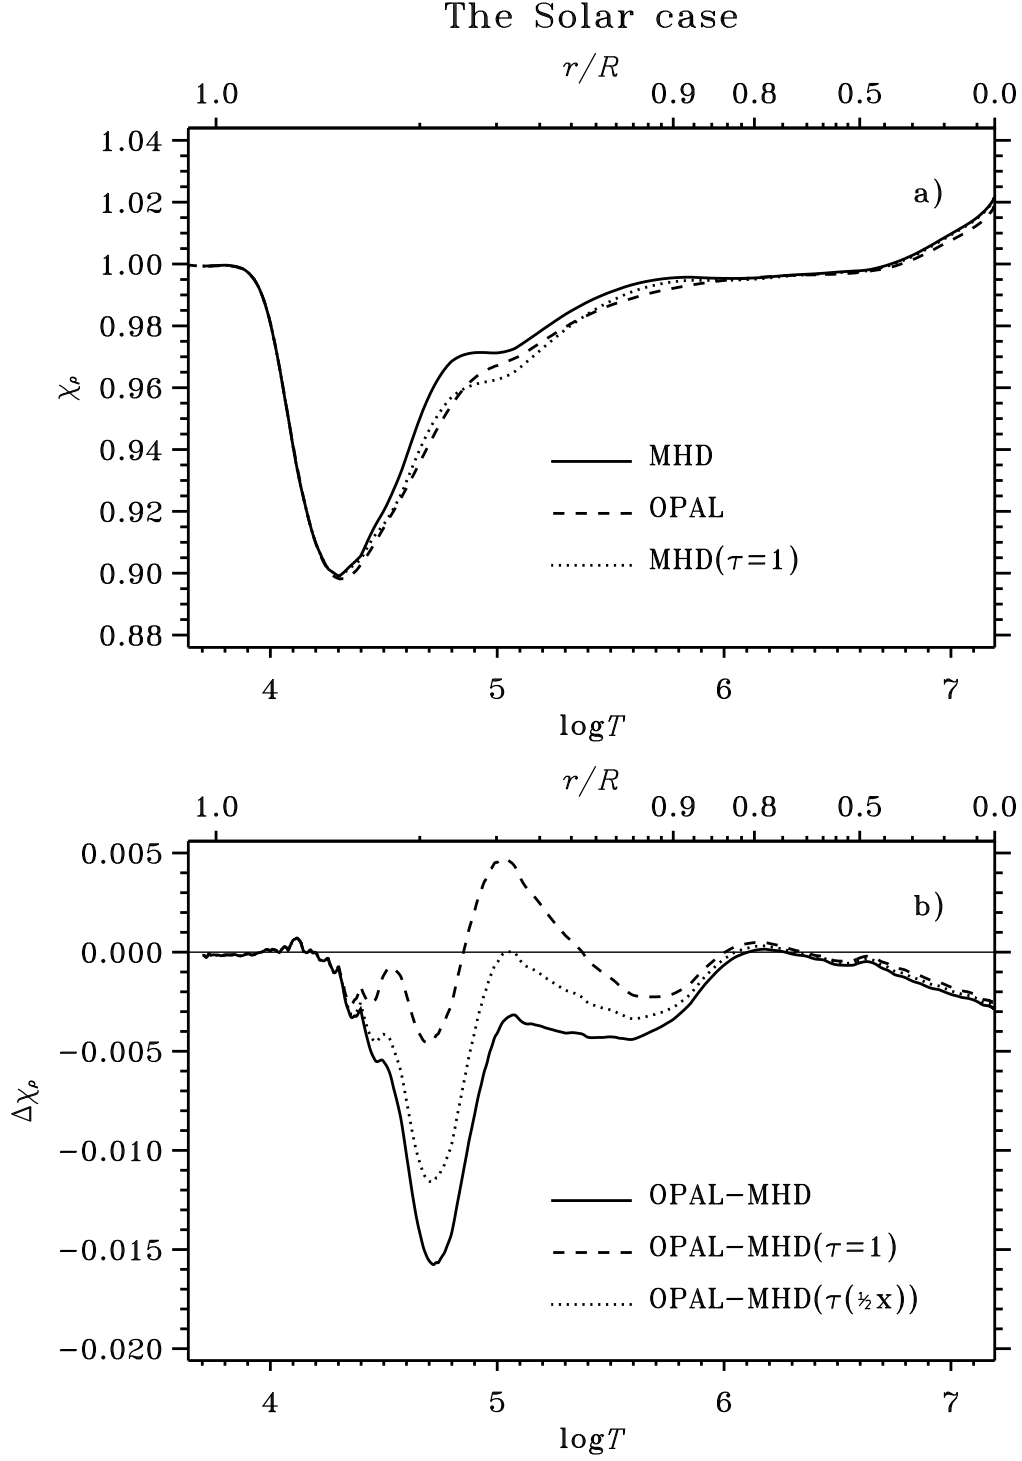 The Solar case
r/R
1.0 0.9 0.8 0.5 0.0
1.04
a)
1.02
1.00
0.98
χρ
0.96
0.94
MHD
0.92
OPAL
0.90
MHD(τ=1)
0.88
4 5 6 7
logT
r/R
1.0 0.9 0.8 0.5 0.0
0.005
b)
0.000
−0.005
Δχρ
−0.010
OPAL−MHD
−0.015
OPAL−MHD(τ=1)
OPAL−MHD(τ(½x))
−0.020
4 5 6 7
logT